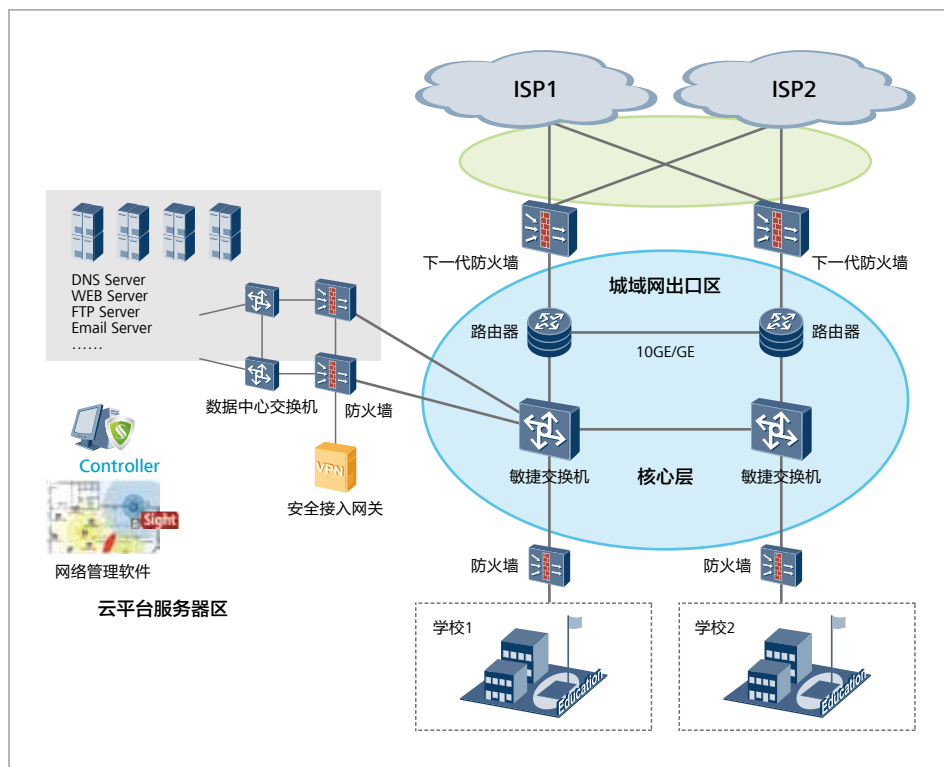 ISP1
ISP2
下一代防火墙
下一代防火墙
城域网出口区
路由器
路由器
10GE/GE
DNS Server
WEB Server
FTP Server
Email Server
……
数据中心交换机
防火墙
Controller
VPN
安全接入网关
Sight
网络管理软件
云平台服务器区
敏捷交换机
核心层
敏捷交换机
防火墙
防火墙
学校1
Education
学校2
Education